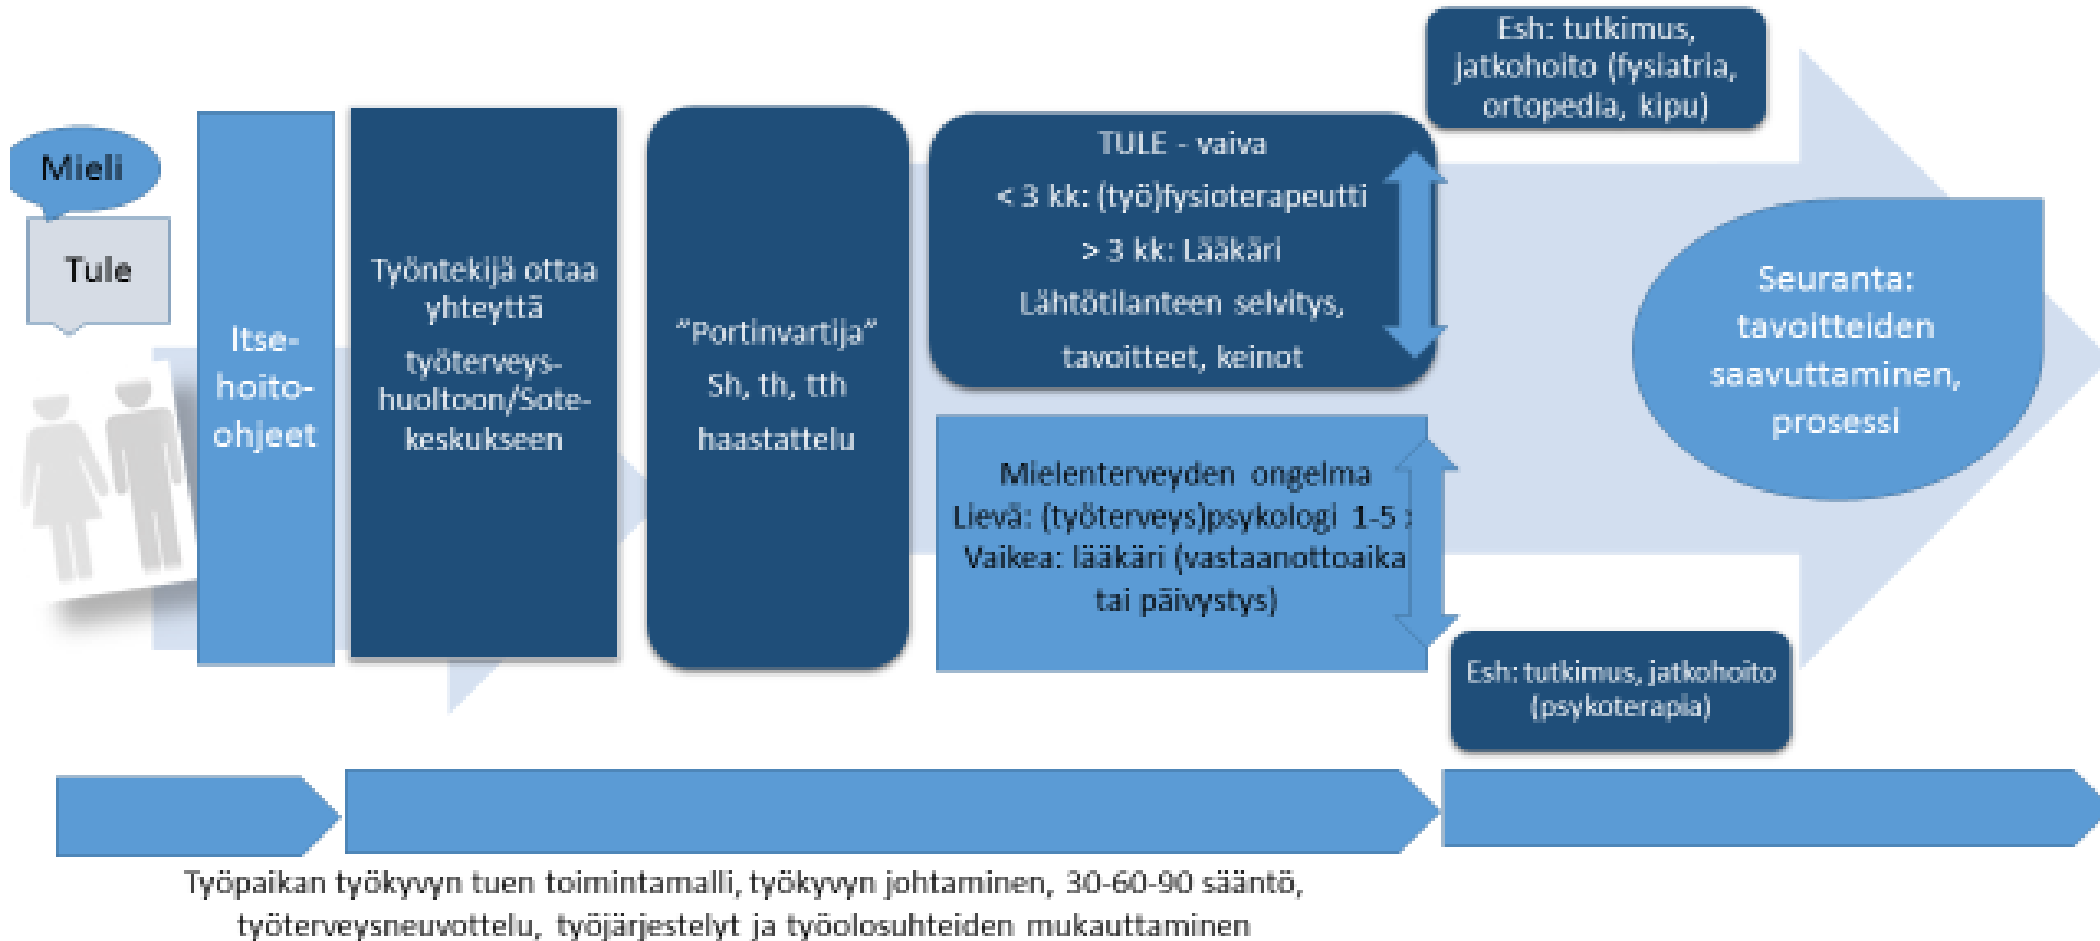 Mieli
Tule
Itse-
hoito-
ohjeet
Työntekijä ottaa
yhteyttä
työterveys-
huoltoon/Sote-
keskukseen
”Portinvartija”
Sh, th, tth
haastattelu
TULE - vaiva
< 3 kk: (työ)fysioterapeutti
> 3 kk: Lääkäri
Lähtötilanteen selvitys,
tavoitteet, keinot
Mielenterveyden ongelma
Lievä: (työterveys)psykologi 1-5
Vaikea: lääkäri (vastaanottoaika
tai päivystys)
Esh: tutkimus,
jatkohoito (fysiatria,
ortopedia, kipu)
Esh: tutkimus, jatkohoito
(psykoterapia)
Seuranta:
tavoitteiden
saavuttaminen,
prosessi
Työpaikan työkyvyn tuen toimintamalli, työkyvyn johtaminen, 30-60-90 sääntö,
työterveysneuvottelu, työjärjestelyt ja työolosuhteiden mukauttaminen